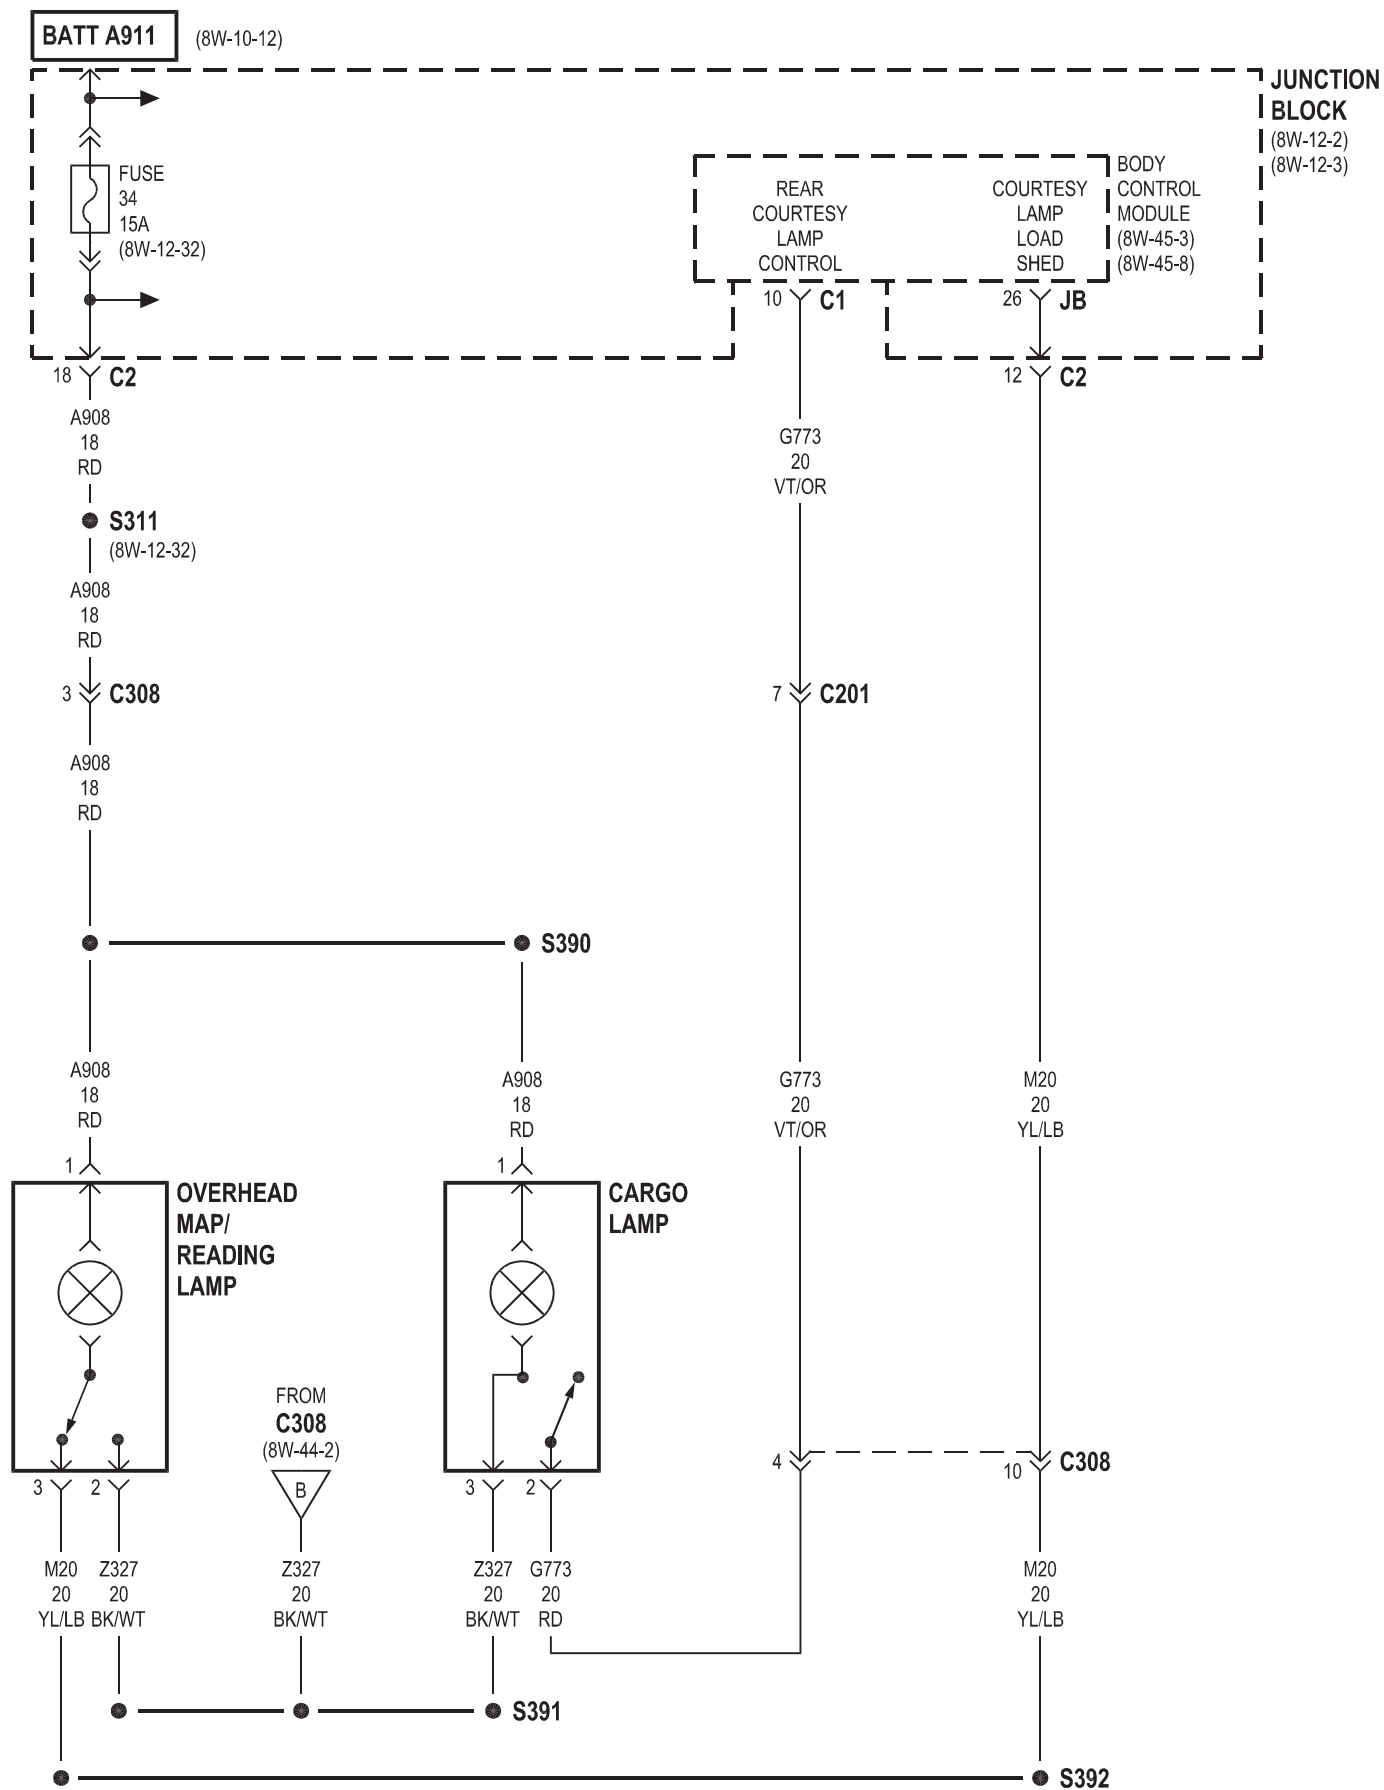 BATT A911
(8W-10-12)
JUNCTION
BLOCK
(8W-12-2)
(8W-12-3)
FUSE
34
15A
(8W-12-32)
REAR
COURTESY
LAMP
CONTROL
COURTESY
LAMP
LOAD
SHED
BODY
CONTROL
MODULE
(8W-45-3)
(8W-45-8)
10 C1
26 JB
18 C2
12 C2
A908
18
RD
G773
20
VT/OR
S311
(8W-12-32)
A908
18
RD
3 C308
7 C201
A908
18
RD
S390
A908
18
RD
A908
18
RD
G773
20
VT/OR
M20
20
YL/LB
1
1
OVERHEAD
MAP/
READING
LAMP
CARGO
LAMP
FROM
C308
(8W-44-2)
B
4
10 C308
3 2
3 2
M20
20
YL/LB
Z327
20
BK/WT
Z327
20
BK/WT
Z327
20
BK/WT
G773
20
RD
M20
20
YL/LB
S391
S392